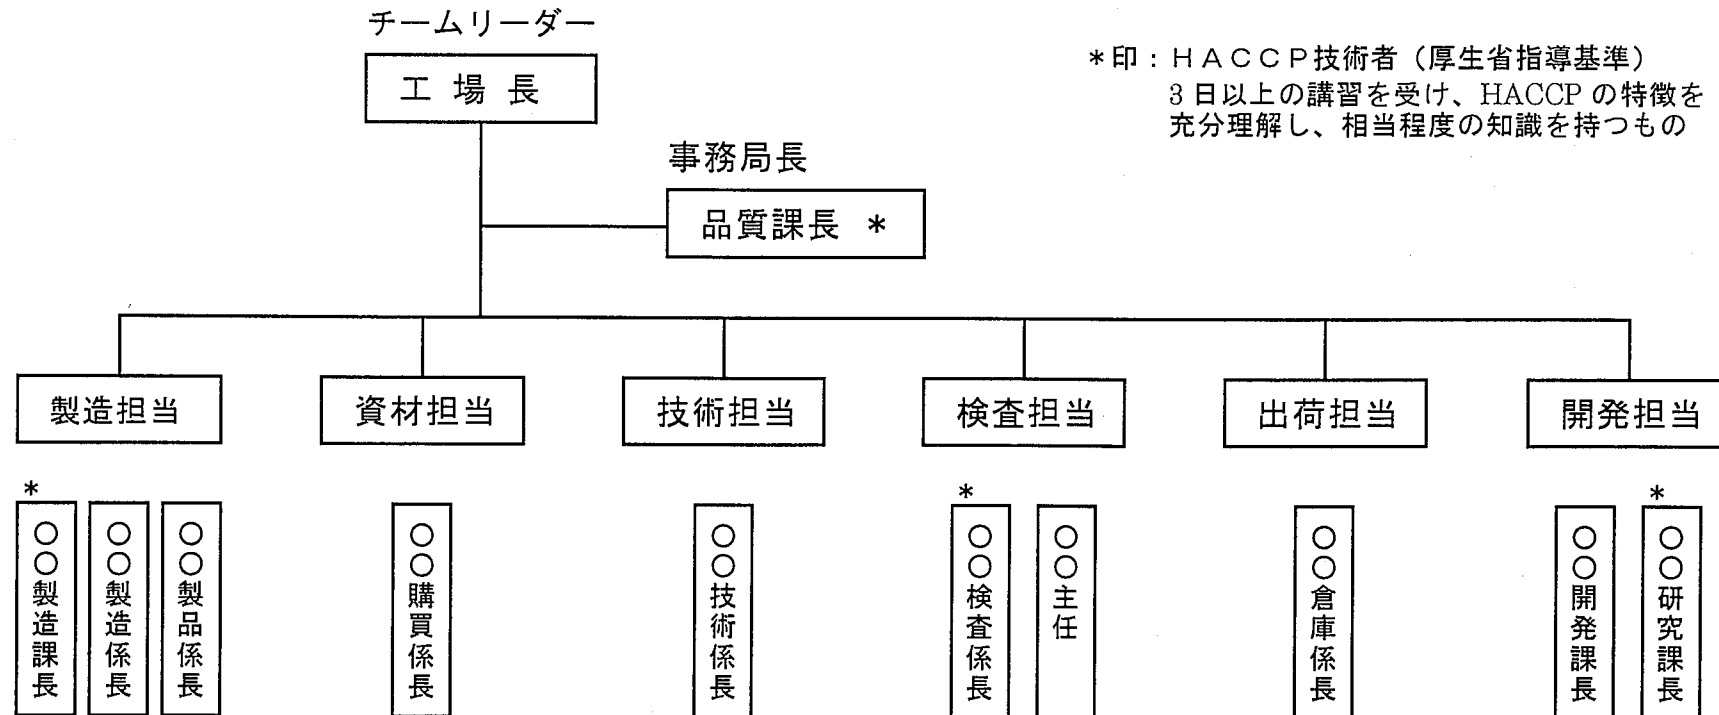 チームリーダー
工場長
*印：HACCP技術者（厚生省指導基準）
3日以上の講習を受け、HACCPの特徴を
充分理解し、相当程度の知識を持つもの
事務局長
品質課長 *
製造担当
資材担当
技術担当
検査担当
出荷担当
開発担当
*
○○製造課長
○○製造係長
○○製品係長
○○購買係長
○○技術係長
*
○○検査係長
○○主任
○○倉庫係長
○○開発課長
*
○○研究課長